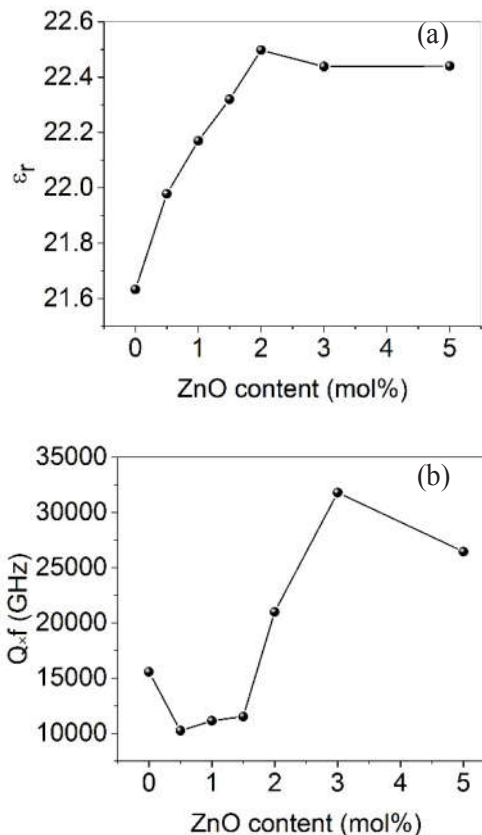 (a)
22.6
22.4
22.2
22.0
21.8
21.6
εr
0 1 2 3 4 5
ZnO content (mol%)
(b)
35000
30000
25000
20000
15000
10000
Q×f (GHz)
0 1 2 3 4 5
ZnO content (mol%)